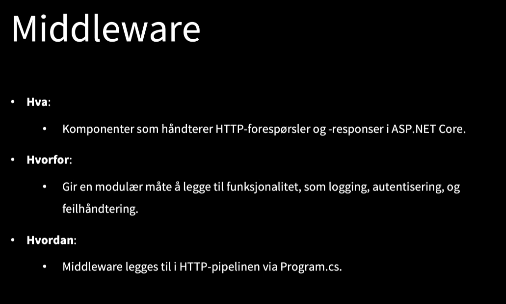 Middleware
• Hva:
• Komponenter som håndterer HTTP-forespørsler og -responser i ASP.NET Core.
• Hvorfor:
• Gir en modulær måte å legge til funksjonalitet, som logging, autentisering, og
feilhåndtering.
• Hvordan:
• Middleware legges til i HTTP-pipelinen via Program.cs.